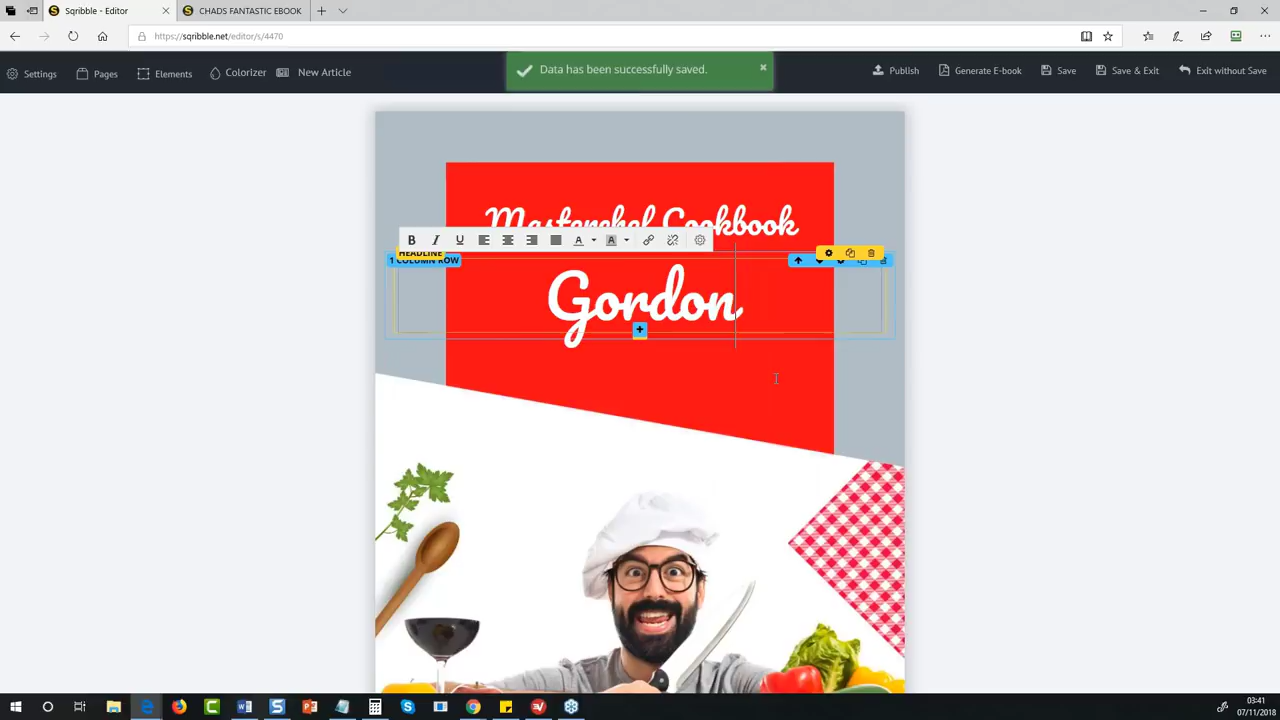 Sqribble - Editor
CHADS FANTASTIC EBOOK
https://sqribble.net/editor/s/4470
Settings
Pages
Elements
Colorizer
New Article
Data has been successfully saved.
Publish
Generate E-book
Save
Save & Exit
Exit without Save
Masterchef Cookbook
B I U A A
HEADLINE
1 COLUMN ROW
Gordon
03:41
07/11/2018